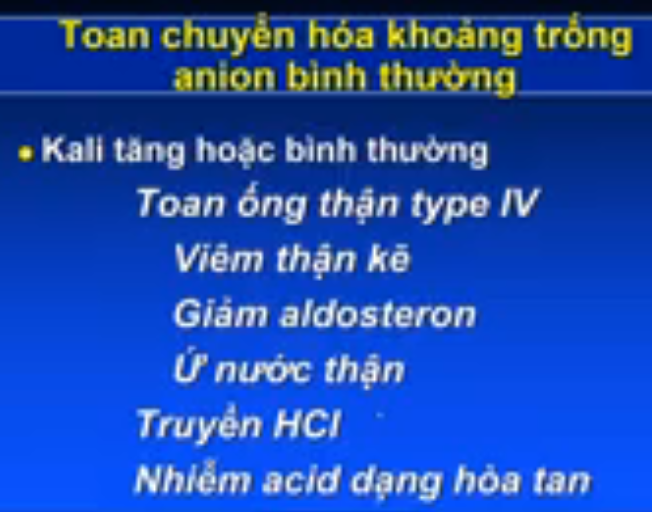 Toan chuyển hóa khoảng trống
anion bình thường
Kali tăng hoặc bình thường
Toan ống thận type IV
Viêm thận kẽ
Giảm aldosteron
Ứ nước thận
Truyền HCl
Nhiễm acid dạng hòa tan